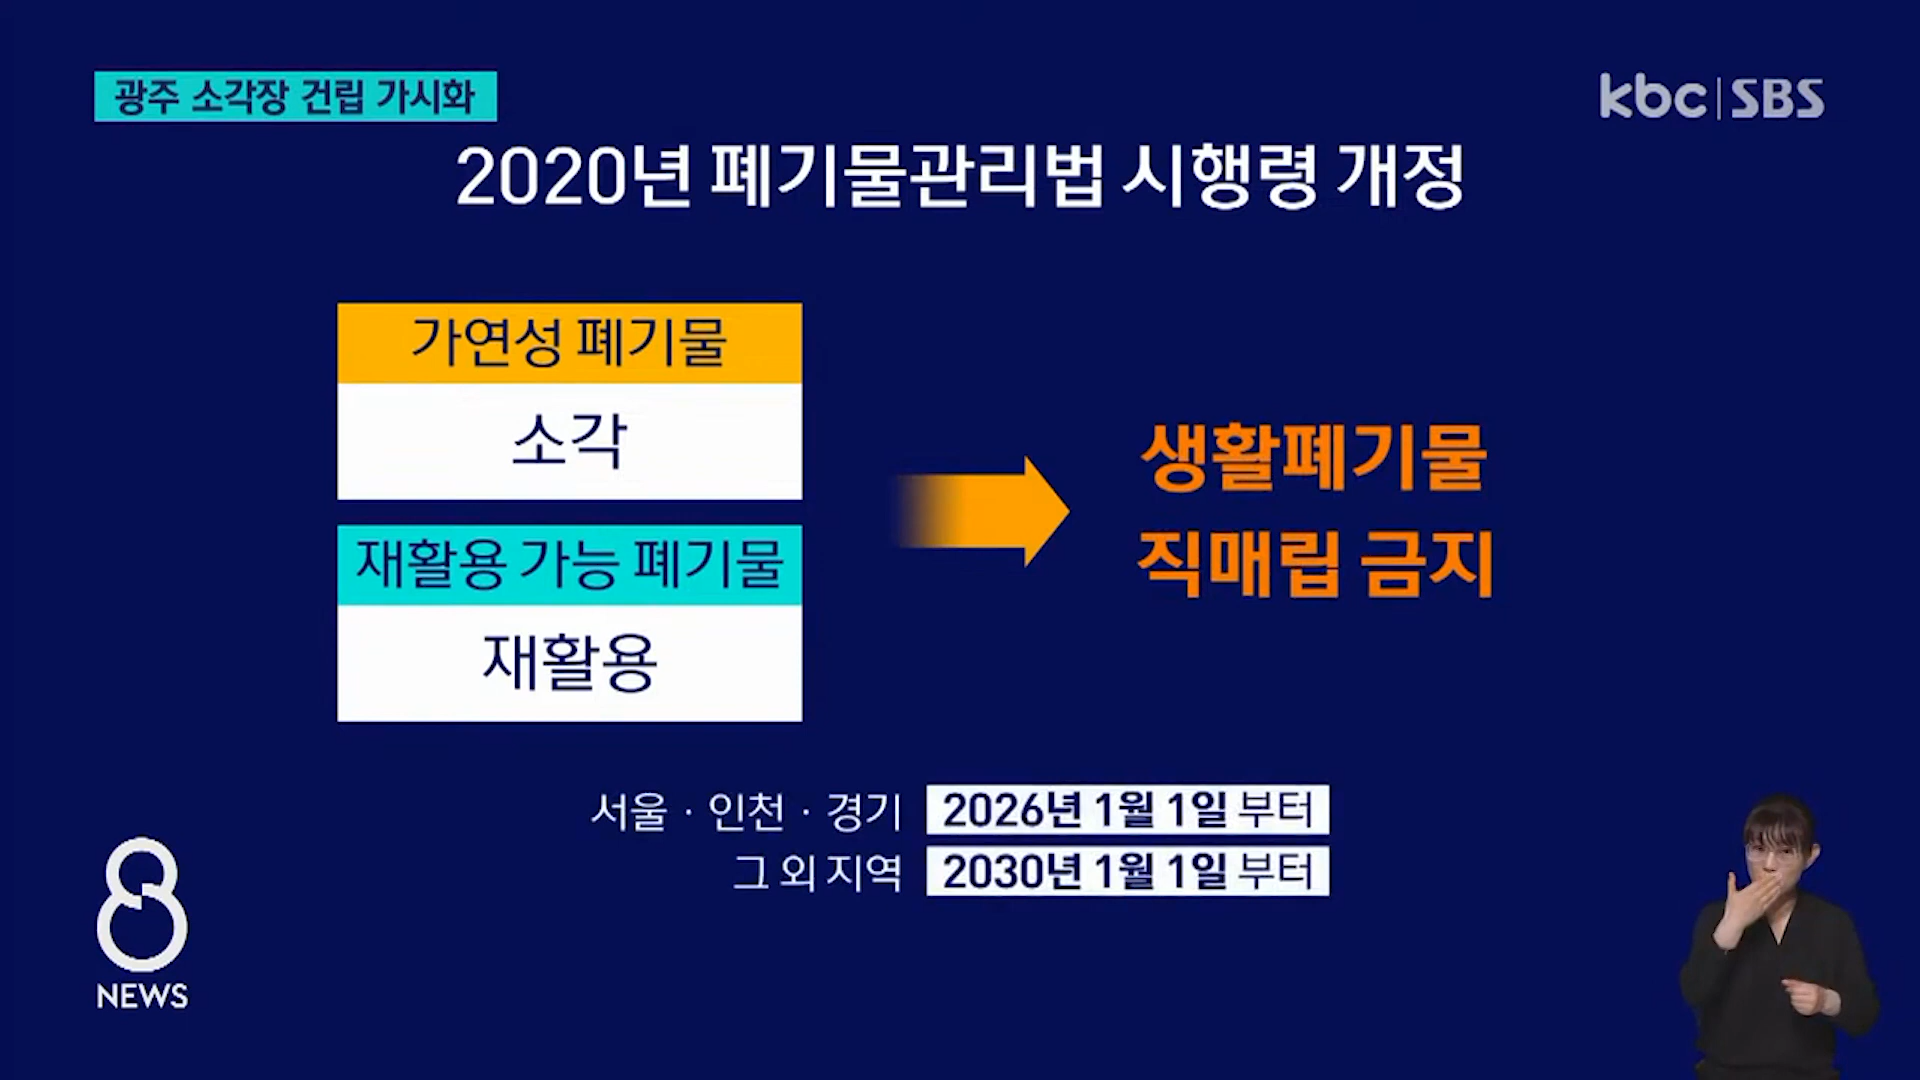 광주 소각장 건립 가시화
kbc SBS
2020년 폐기물관리법 시행령 개정
가연성 폐기물
소각
재활용 가능 폐기물
재활용
생활폐기물
직매립 금지
서울 · 인천 · 경기 2026년 1월 1일 부터
그 외 지역 2030년 1월 1일 부터
8
NEWS